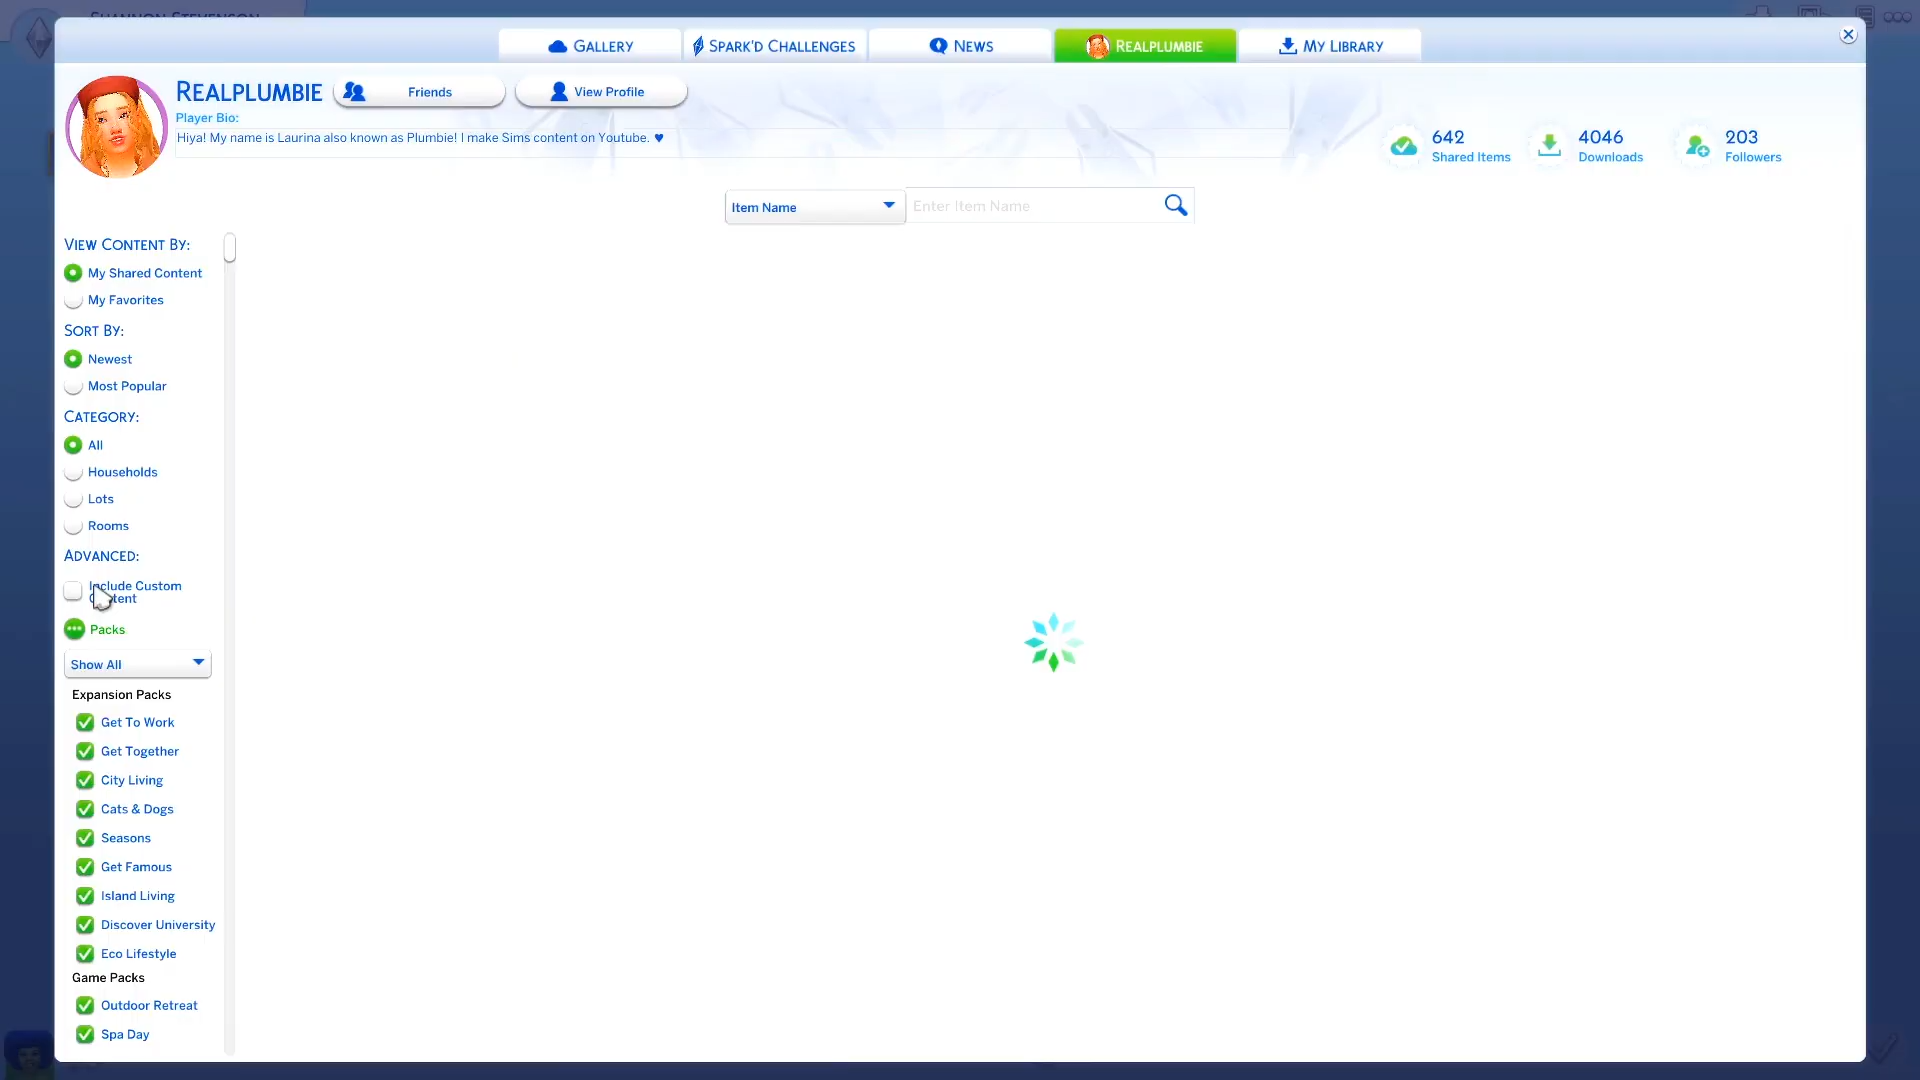 SHANNON STEVENSON
GALLERY
SPARK'D CHALLENGES
NEWS
REALPLUMBIE
MY LIBRARY
REALPLUMBIE
Friends
View Profile
Player Bio:
Hiya! My name is Laurina also known as Plumbie! I make Sims content on Youtube. ♥
642
Shared Items
4046
Downloads
203
Followers
Item Name
Enter Item Name
VIEW CONTENT BY:
My Shared Content
My Favorites
SORT BY:
Newest
Most Popular
CATEGORY:
All
Households
Lots
Rooms
ADVANCED:
Include Custom
Content
Packs
Show All
Expansion Packs
Get To Work
Get Together
City Living
Cats & Dogs
Seasons
Get Famous
Island Living
Discover University
Eco Lifestyle
Game Packs
Outdoor Retreat
Spa Day